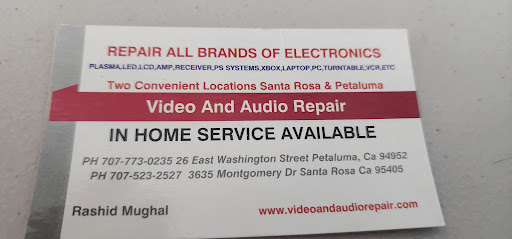 REPAIR ALL BRANDS OF ELECTRONICS
PLASMA,LED,LCD,AMP,RECEIVER,PS SYSTEMS,XBOX,LAPTOP,PC,TURNTABLE,VCR,ETC
Two Convenient Locations Santa Rosa & Petaluma
Video And Audio Repair
IN HOME SERVICE AVAILABLE
PH 707-773-0235 26 East Washington Street Petaluma, Ca 94952
PH 707-523-2527 3635 Montgomery Dr Santa Rosa Ca 95405
Rashid Mughal
www.videoandaudiorepair.com